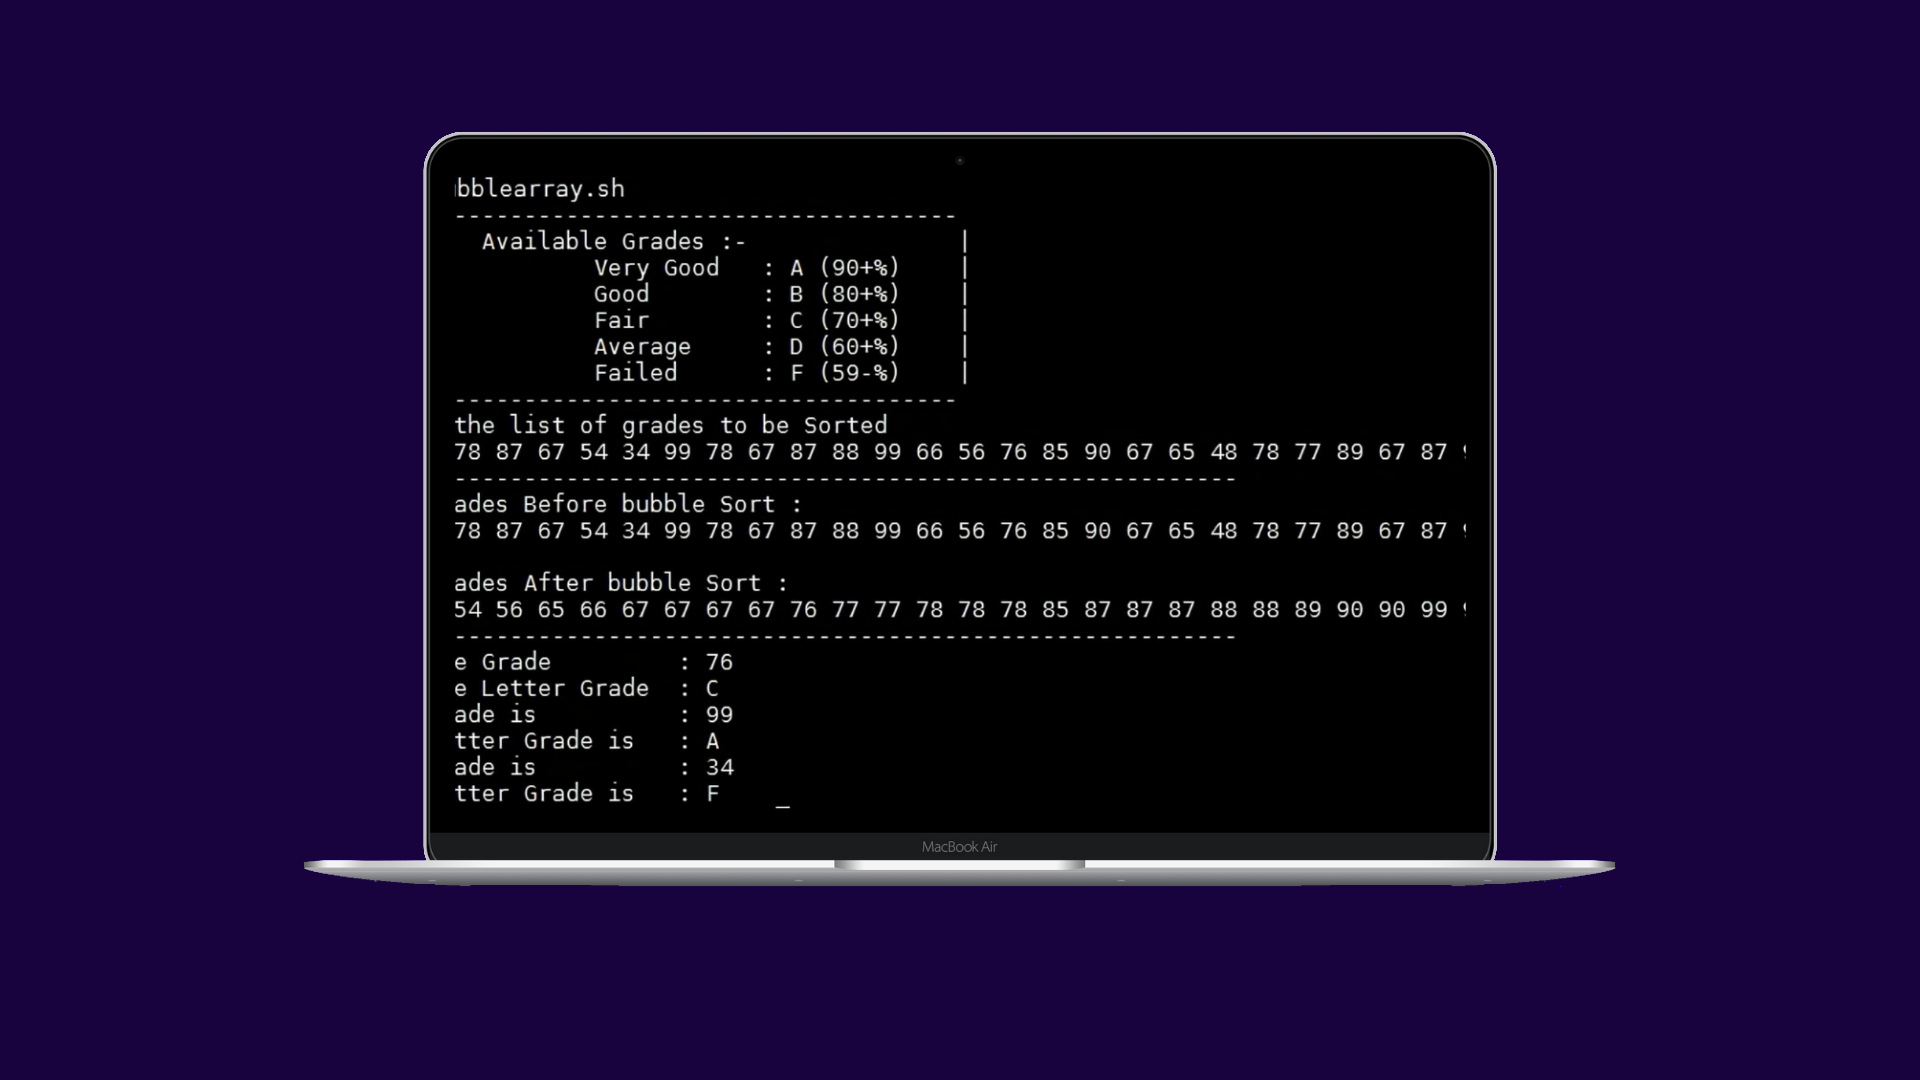 bblearray.sh
------------------------------------
Available Grades :- |
Very Good : A (90+%) |
Good : B (80+%) |
Fair : C (70+%) |
Average : D (60+%) |
Failed : F (59-%) |
------------------------------------
the list of grades to be Sorted
78 87 67 54 34 99 78 67 87 88 99 66 56 76 85 90 67 65 48 78 77 89 67 87
--------------------------------------------------------
ades Before bubble Sort :
78 87 67 54 34 99 78 67 87 88 99 66 56 76 85 90 67 65 48 78 77 89 67 87
ades After bubble Sort :
54 56 65 66 67 67 67 67 76 77 77 78 78 78 85 87 87 87 88 88 89 90 90 99
--------------------------------------------------------
e Grade : 76
e Letter Grade : C
ade is : 99
tter Grade is : A
ade is : 34
tter Grade is : F _
MacBook Air